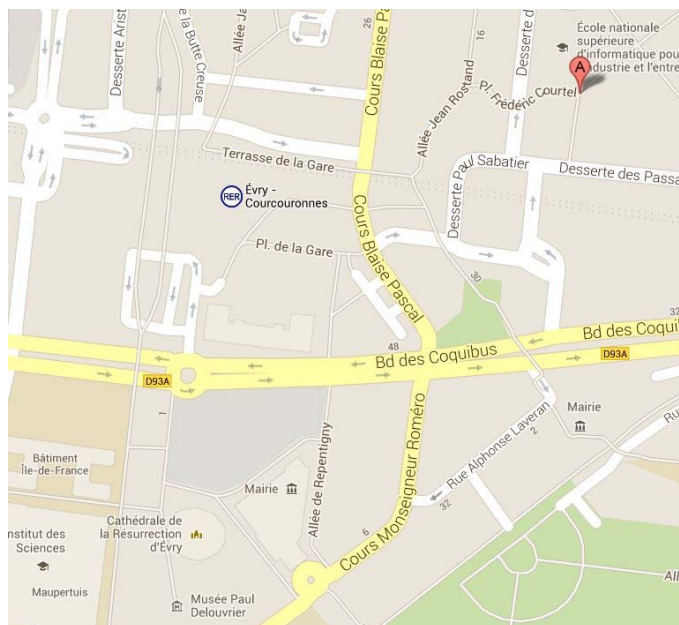 26
Cours Blaise Pa
16
École nationale
supérieure
d'informatique pou
industrie et l'entre
A
Desserte Arist
de la Butte Creuse
Allée Ja
Desserte d
Allée Jean Rostand
Pl. Frédéric Courtel
Terrasse de la Gare
Desserte Paul Sabatier
Desserte des Passa
RER
Évry -
Courcouronnes
Cours Blaise Pascal
Pl. de la Gare
30
32
Bd des Coqui
48
Bd des Coquibus
D93A
D93A
1
Allée de Repentigny
Cours Monseigneur Roméro
Rue Alphonse Laveran
2
Mairie
Ru
Bâtiment
Île-de-France
Mairie
32
6
Cathédrale de
la Résurrection
d'Évry
nstitut des
Sciences
Maupertuis
Musée Paul
Delouvrier
All